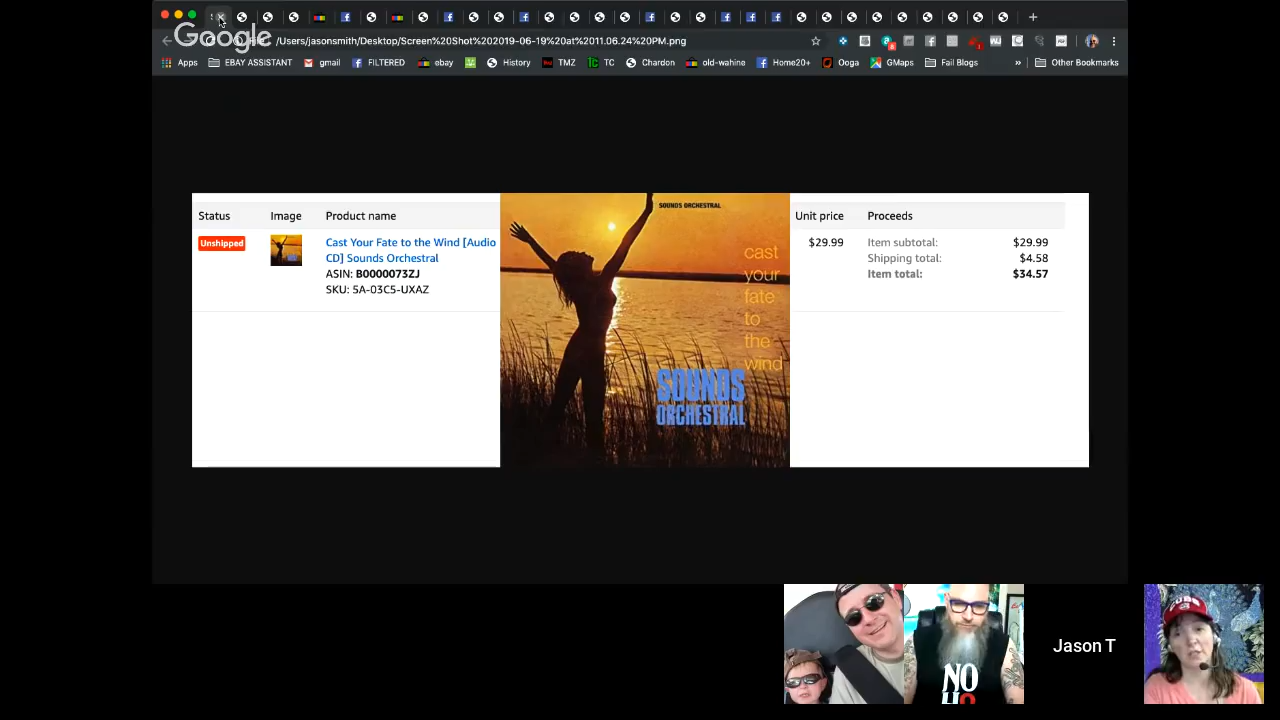 Google
/Users/jasonsmith/Desktop/Screen%20Shot%202019-06-19%20at%2011.06.24%20PM.png
Apps EBAY ASSISTANT gmail FILTERED ebay History TMZ TC Chardon old-wahine Home20+ Ooga GMaps Fail Blogs » Other Bookmarks
Status Image Product name Unit price Proceeds
Unshipped
Cast Your Fate to the Wind [Audio
CD] Sounds Orchestral
ASIN: B0000073ZJ
SKU: 5A-03C5-UXAZ
SOUNDS ORCHESTRAL
cast
your
fate
to
the
wind
SOUNDS
ORCHESTRAL
$29.99
Item subtotal: $29.99
Shipping total: $4.58
Item total: $34.57
NO
Jason T